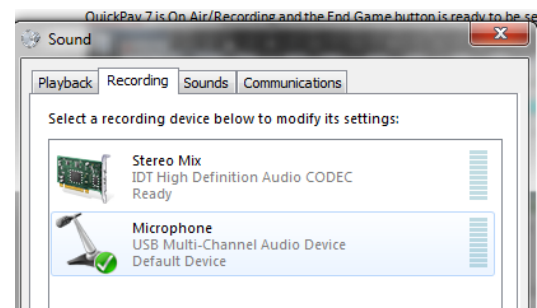 QuickPay 7 is On Air/Recording and the End Game button is ready to be se
Sound
Playback Recording Sounds Communications
Select a recording device below to modify its settings:
Stereo Mix
IDT High Definition Audio CODEC
Ready
Microphone
USB Multi-Channel Audio Device
Default Device